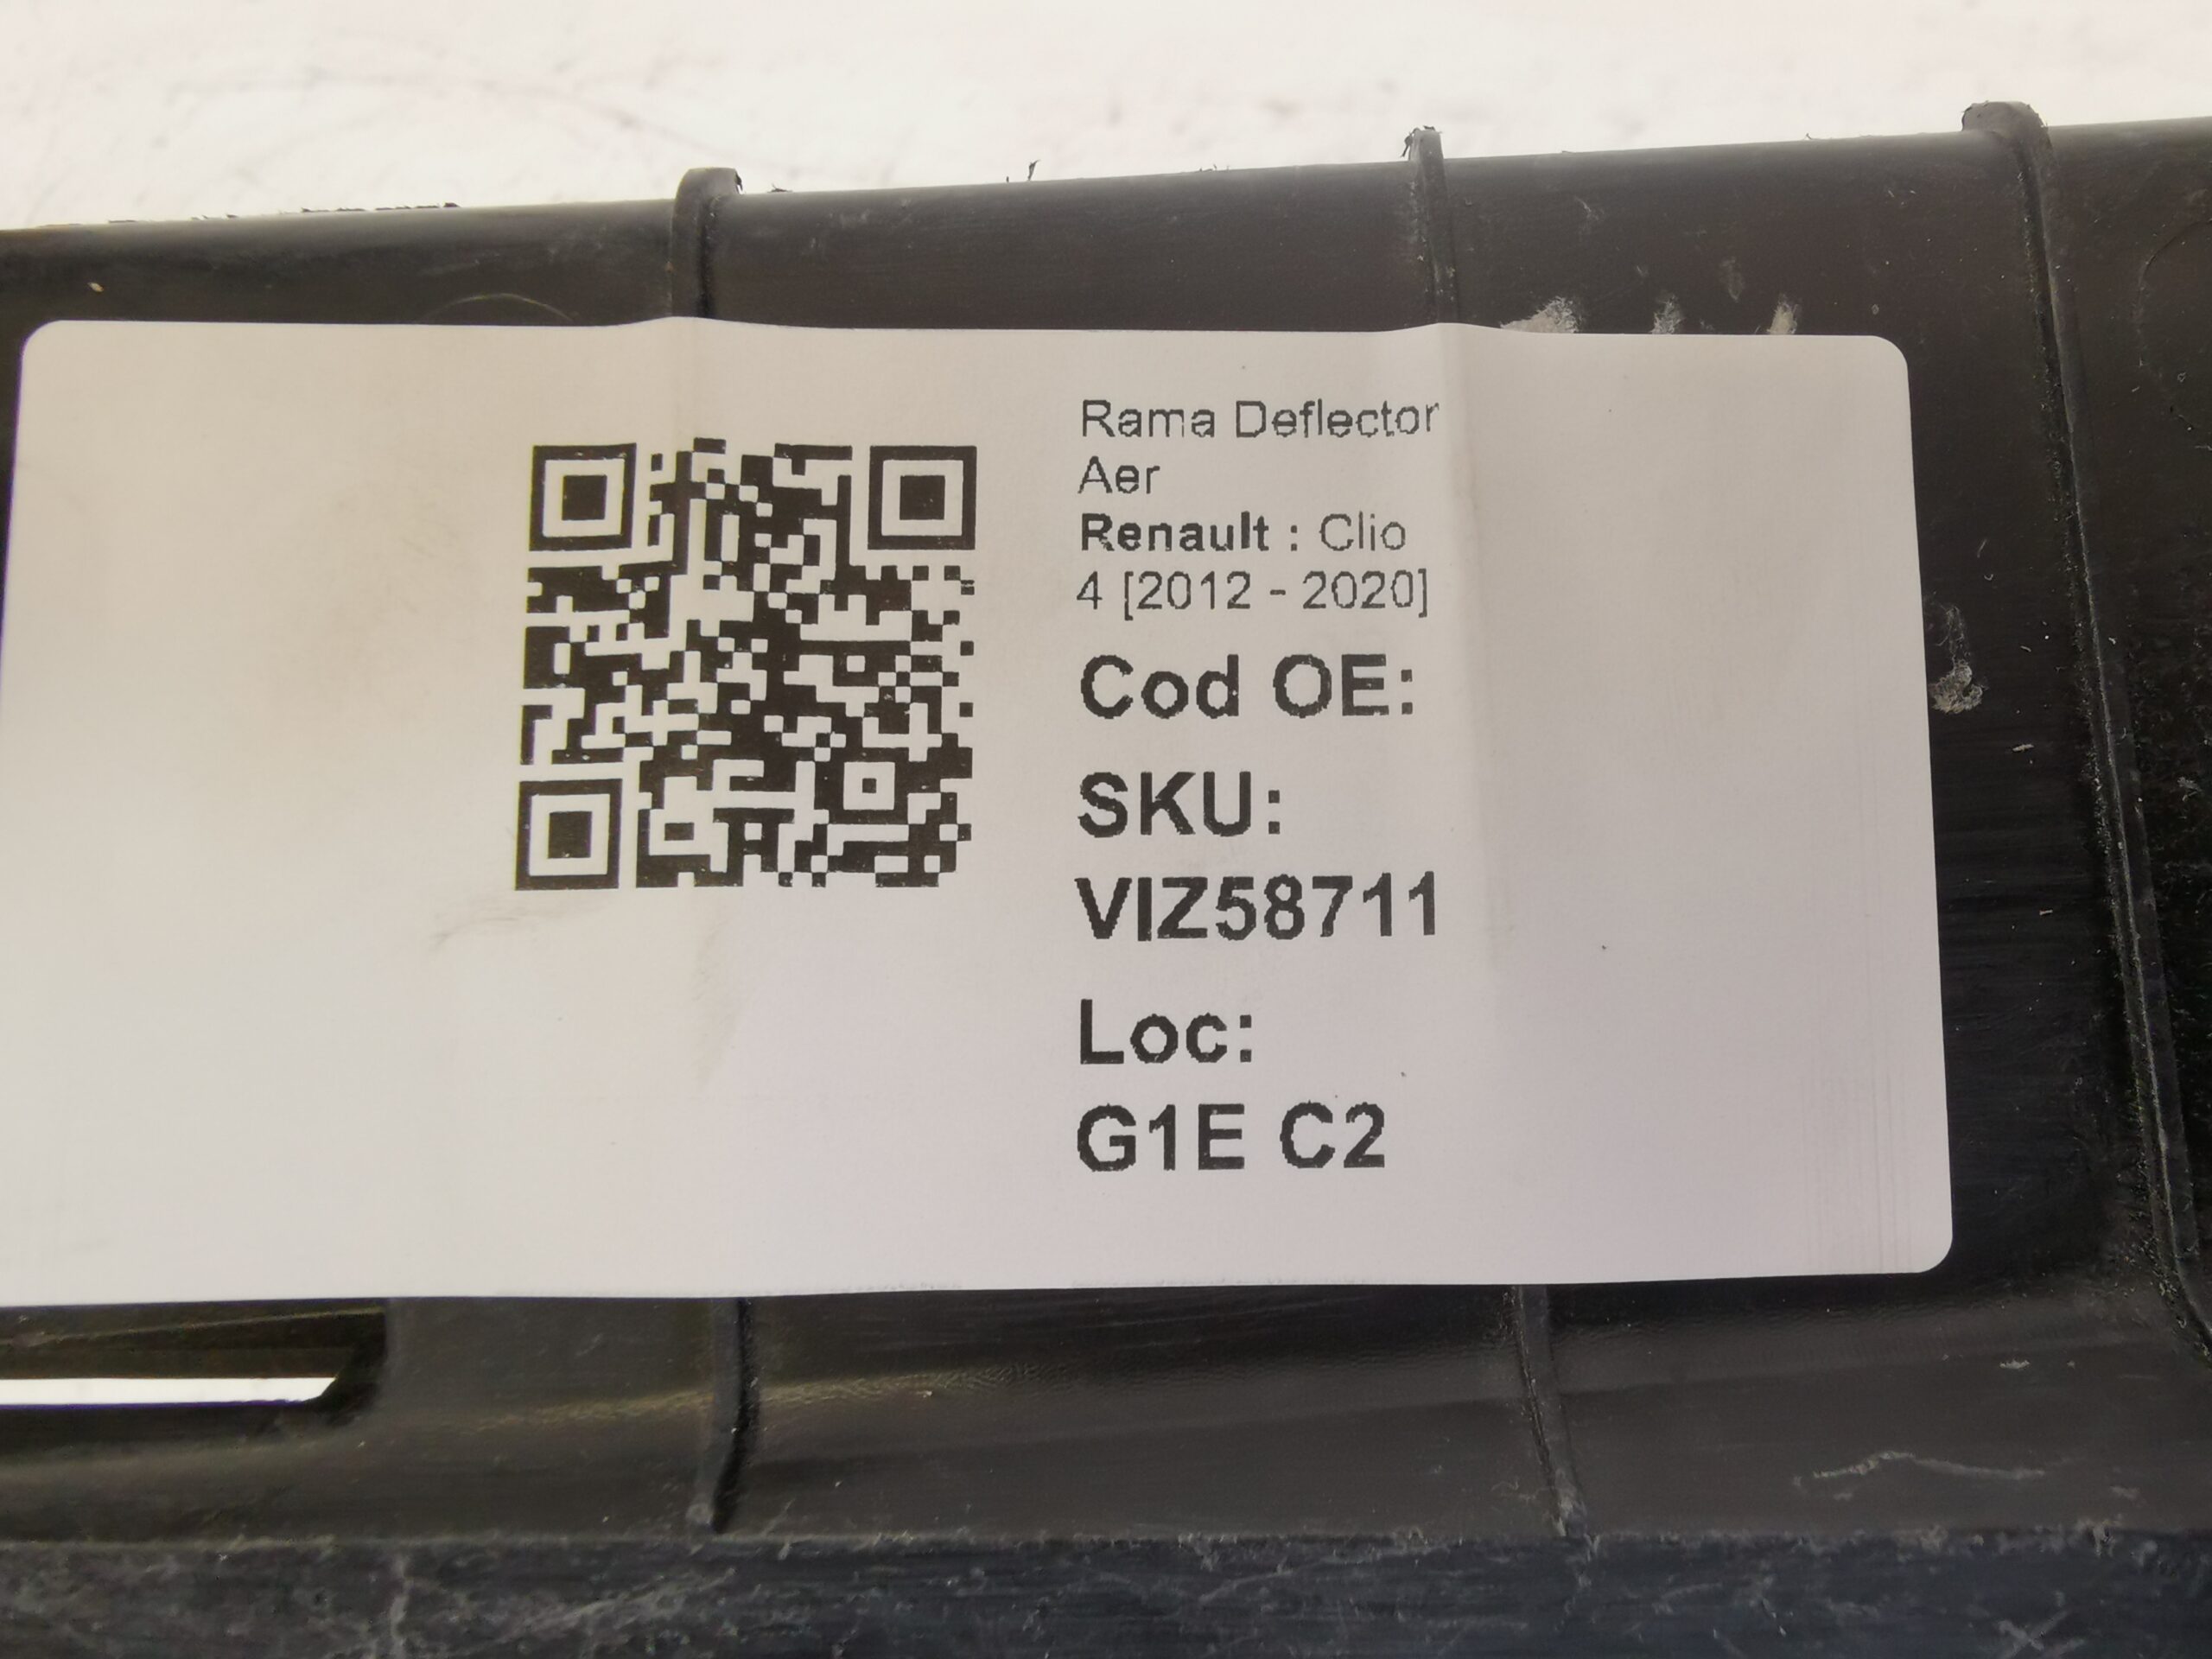 Rama Deflector
Aer
Renault : Clio
4 [2012 - 2020]
Cod OE:
SKU:
VIZ58711
Loc:
G1E C2